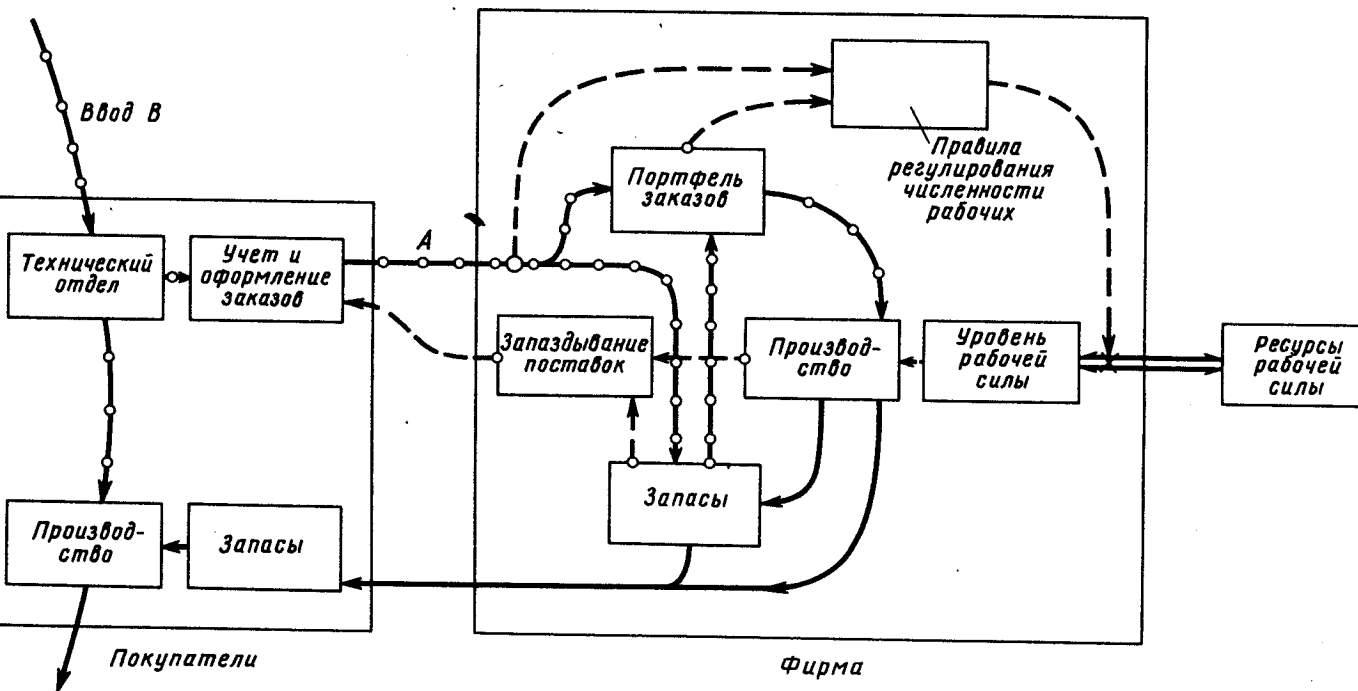 Ввод В
Правила
регулирования
численности
рабочих
Портфель
заказов
А
Технический
отдел
Учет и
оформление
заказов
Запаздывание
поставок
Производ-
ство
Уровень
рабочей
силы
Ресурсы
рабочей
силы
Запасы
Производ-
ство
Запасы
Покупатели
Фирма